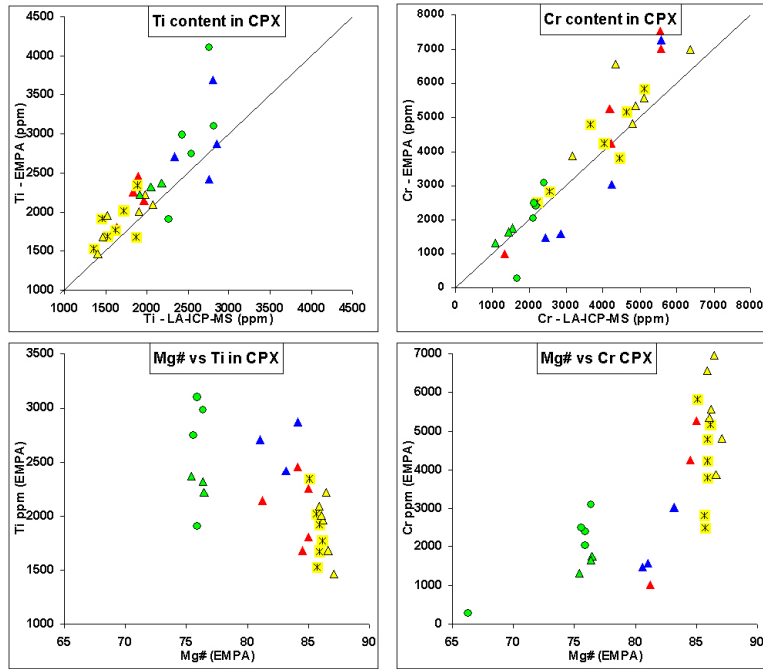 Ti content in CPX
4500
4000
3500
3000
2500
2000
1500
1000
Ti - EMPA (ppm)
1000 1500 2000 2500 3000 3500 4000 4500
Ti - LA-ICP-MS (ppm)
Cr content in CPX
8000
7000
6000
5000
4000
3000
2000
1000
0
Cr - EMPA (ppm)
0 1000 2000 3000 4000 5000 6000 7000 8000
Cr - LA-ICP-MS (ppm)
Mg# vs Ti in CPX
3500
3000
2500
2000
1500
1000
Ti ppm (EMPA)
65 70 75 80 85 90
Mg# (EMPA)
Mg# vs Cr CPX
7000
6000
5000
4000
3000
2000
1000
0
Cr ppm (EMPA)
65 70 75 80 85 90
Mg# (EMPA)